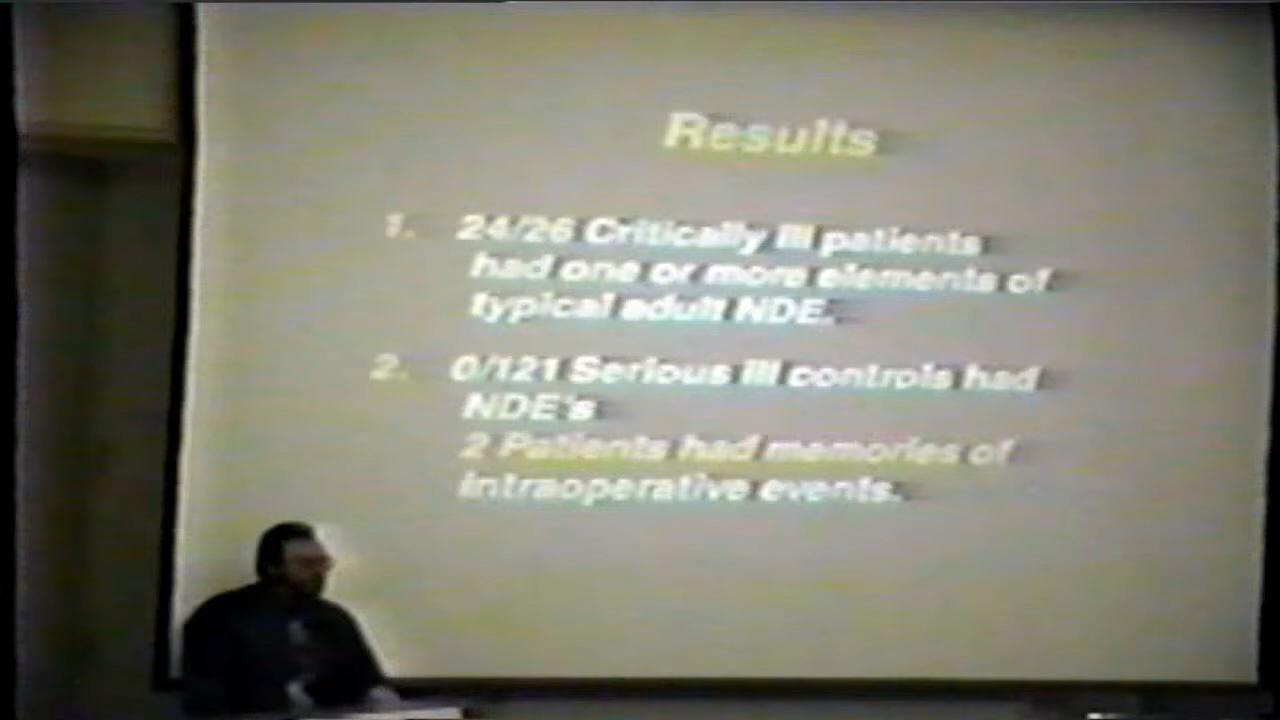 Results
1. 24/26 Critically ill patients
had one or more elements of
typical adult NDE.
2. 0/121 Serious ill controls had
NDE's
2 Patients had memories of
intraoperative events.